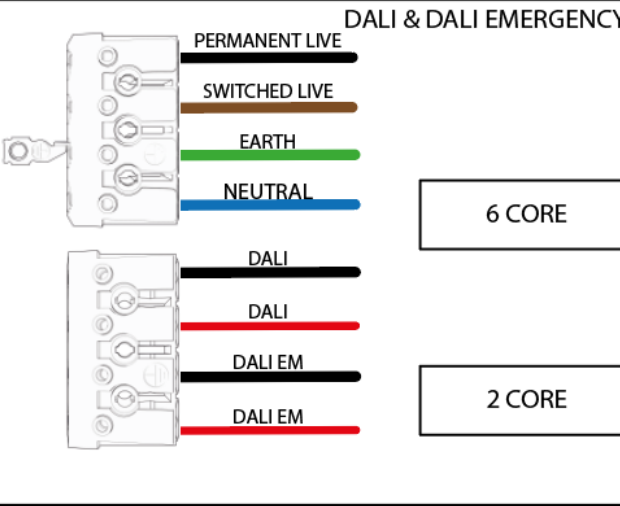 DALI & DALI EMERGENCY
PERMANENT LIVE
SWITCHED LIVE
EARTH
NEUTRAL
6 CORE
DALI
DALI
DALI EM
2 CORE
DALI EM